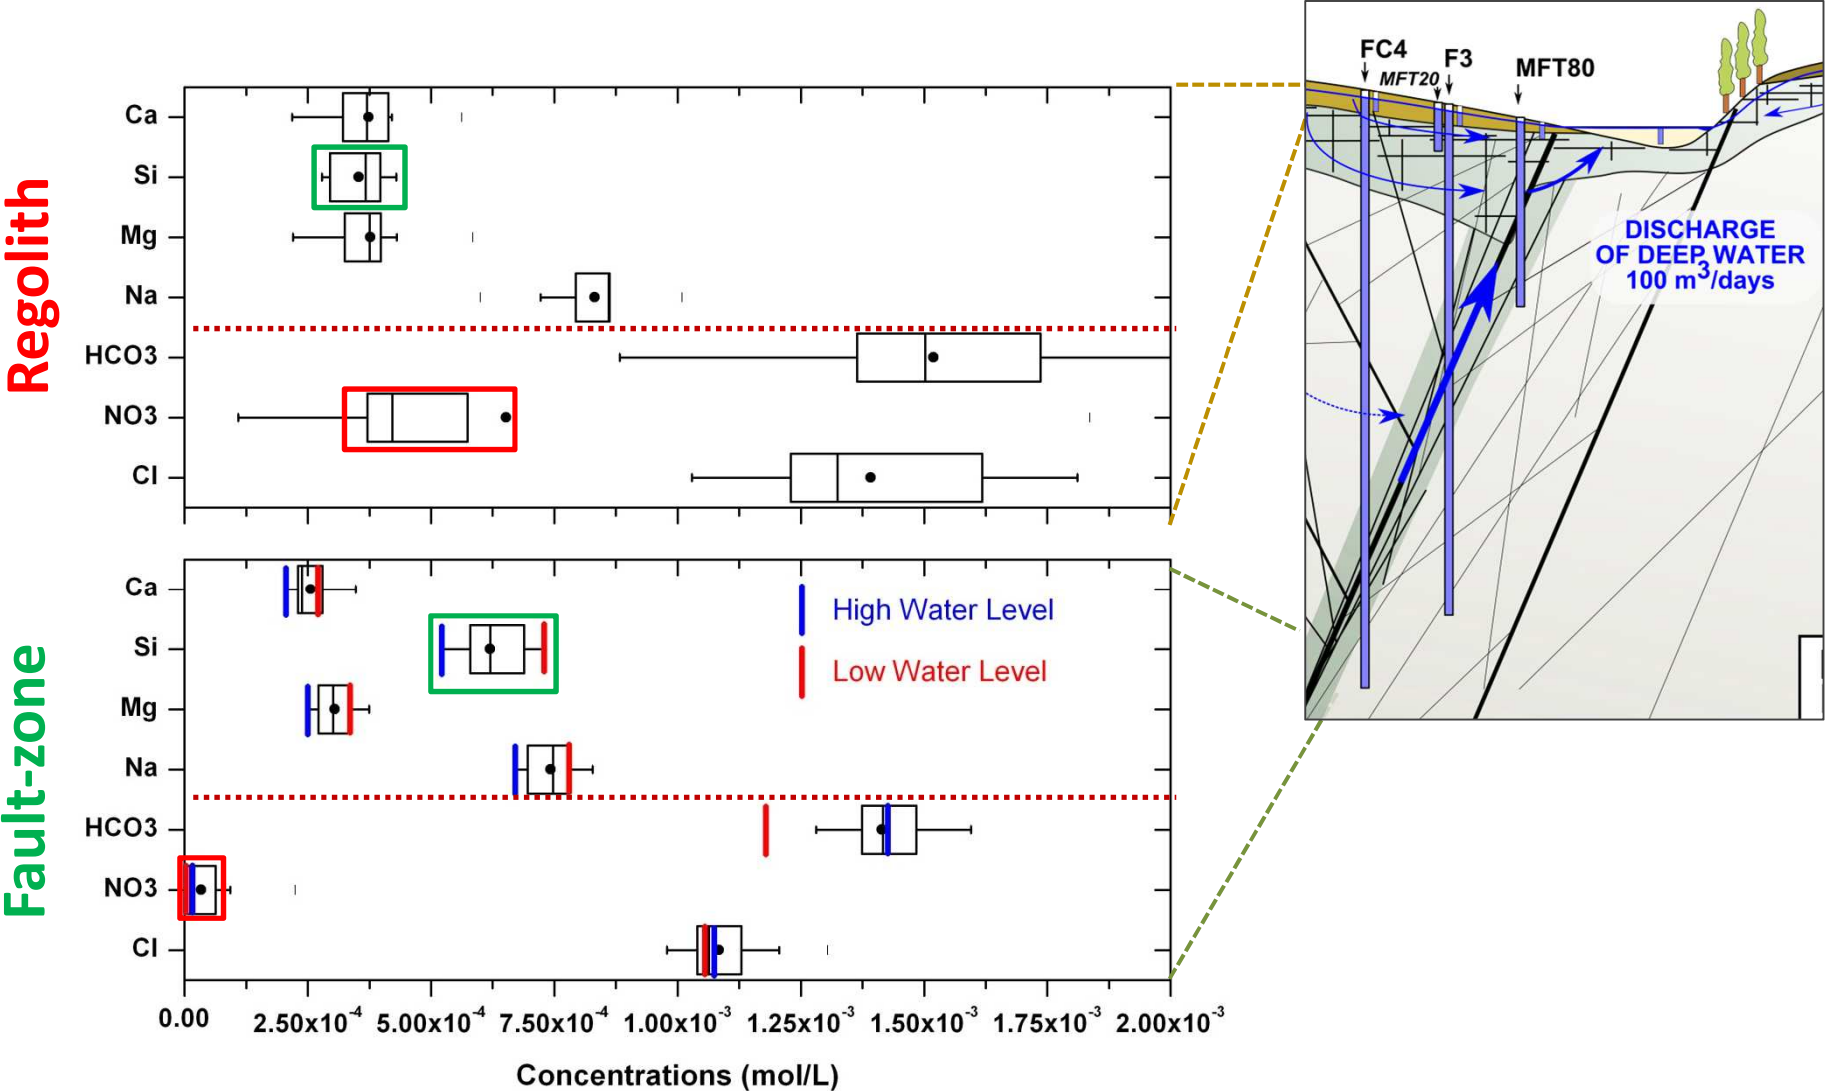 Regolith
Ca
Si
Mg
Na
HCO3
NO3
Cl
Fault-zone
Ca
Si
Mg
Na
HCO3
NO3
Cl
High Water Level
Low Water Level
0.00 2.50x10⁻⁴ 5.00x10⁻⁴ 7.50x10⁻⁴ 1.00x10⁻³ 1.25x10⁻³ 1.50x10⁻³ 1.75x10⁻³ 2.00x10⁻³
Concentrations (mol/L)
FC4
MFT20
F3
MFT80
DISCHARGE
OF DEEP WATER
100 m³/days